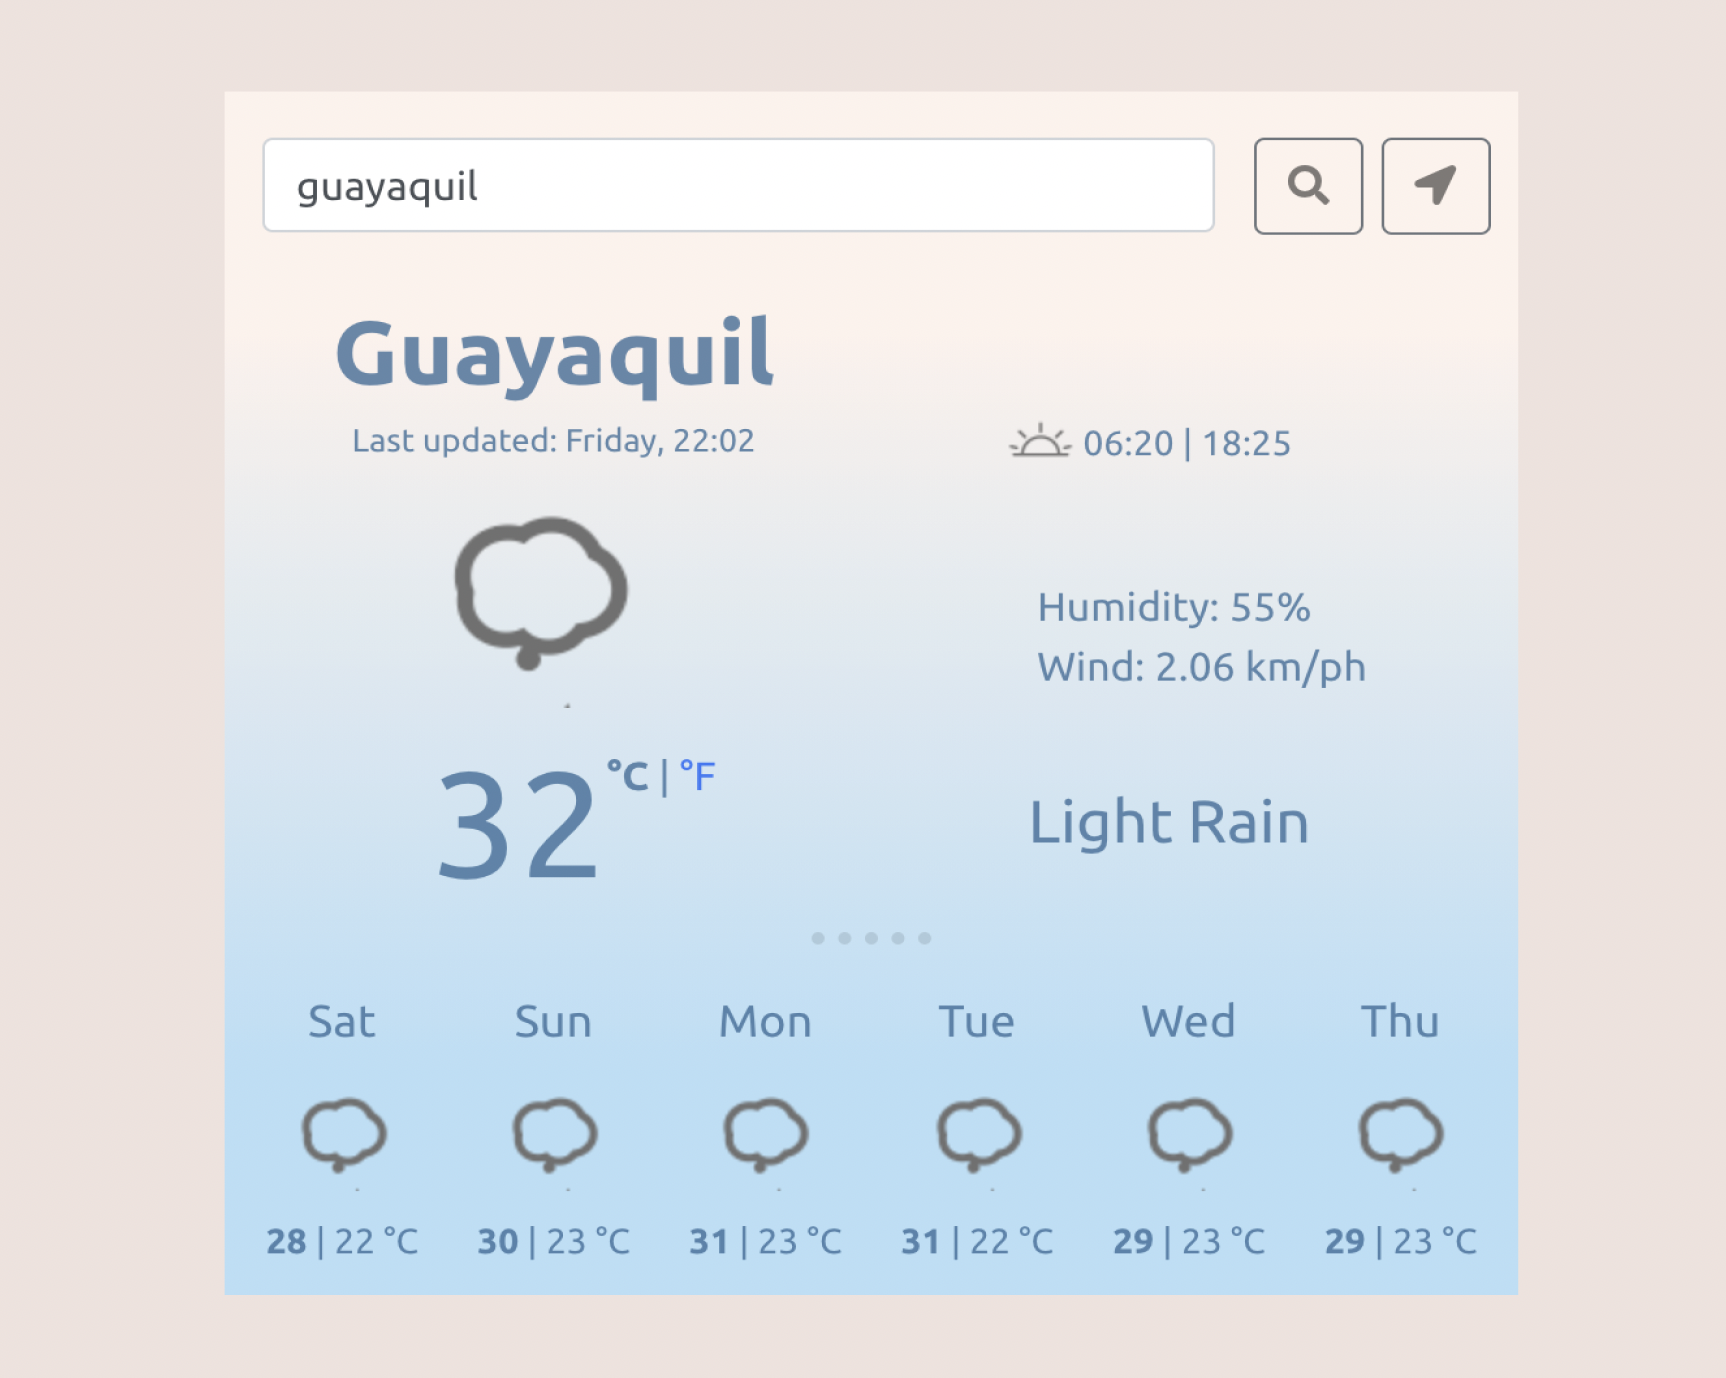 guayaquil
Guayaquil
Last updated: Friday, 22:02
06:20 | 18:25
Humidity: 55%
Wind: 2.06 km/ph
32 °C | °F
Light Rain
Sat Sun Mon Tue Wed Thu
28 | 22 °C 30 | 23 °C 31 | 23 °C 31 | 22 °C 29 | 23 °C 29 | 23 °C